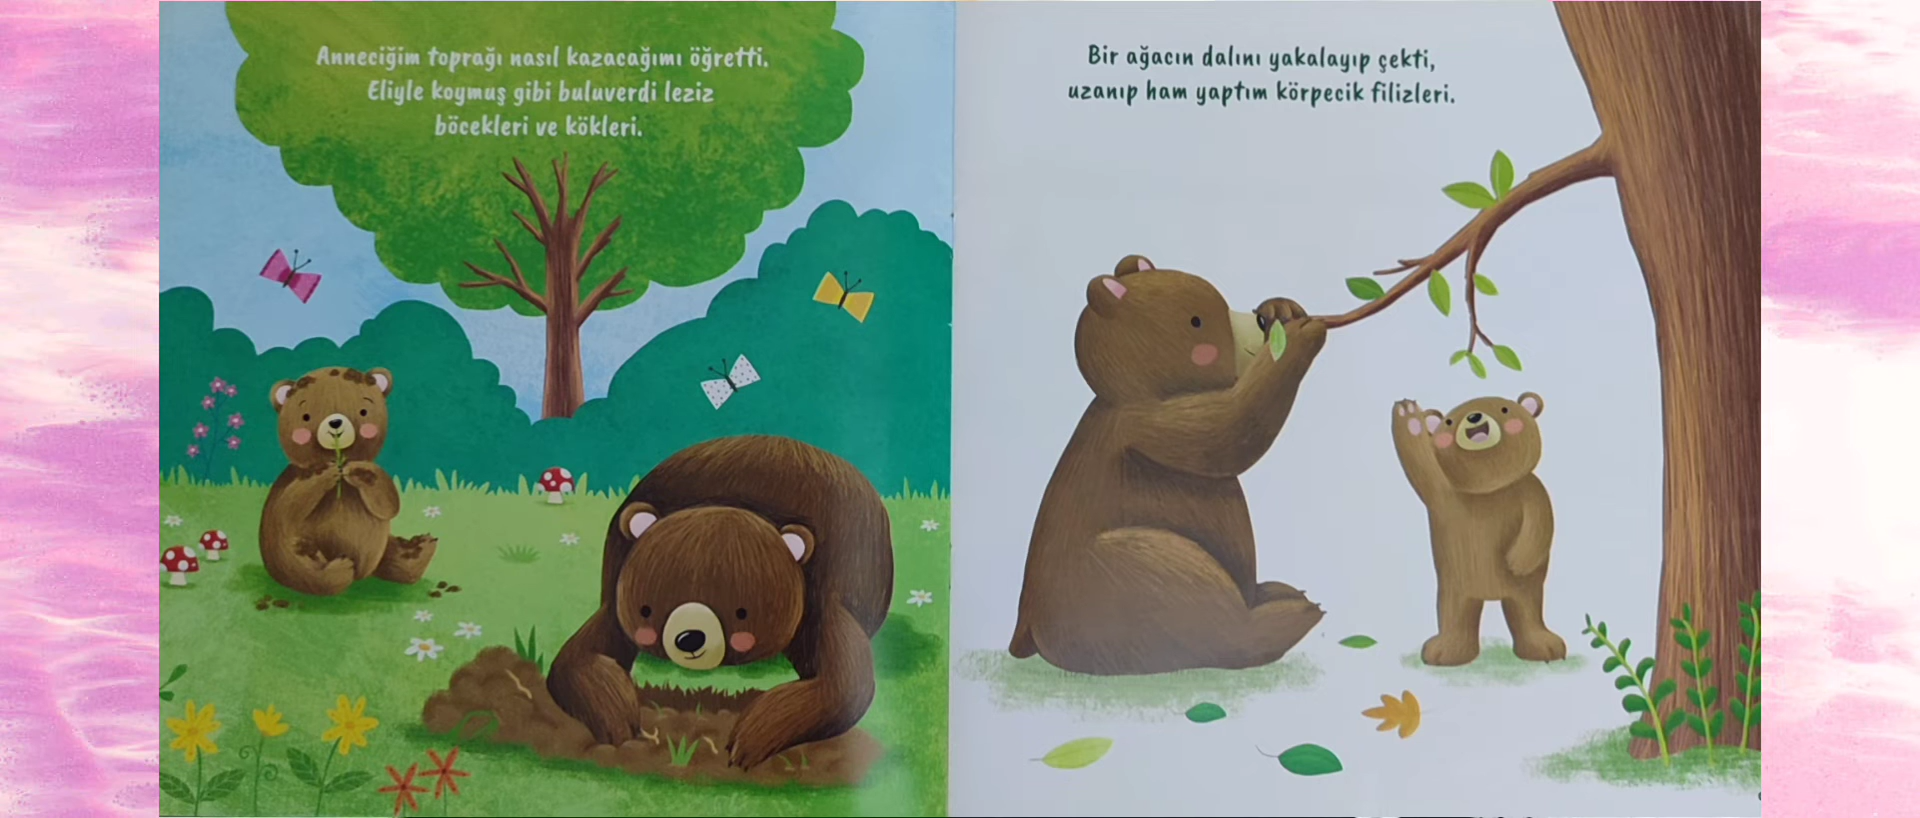 Anneciğim toprağı nasıl kazacağımı öğretti.
Eliyle koymuş gibi buluverdi leziz
böcekleri ve kökleri.
Bir ağacın dalını yakalayıp çekti,
uzanıp ham yaptım körpecik filizleri.